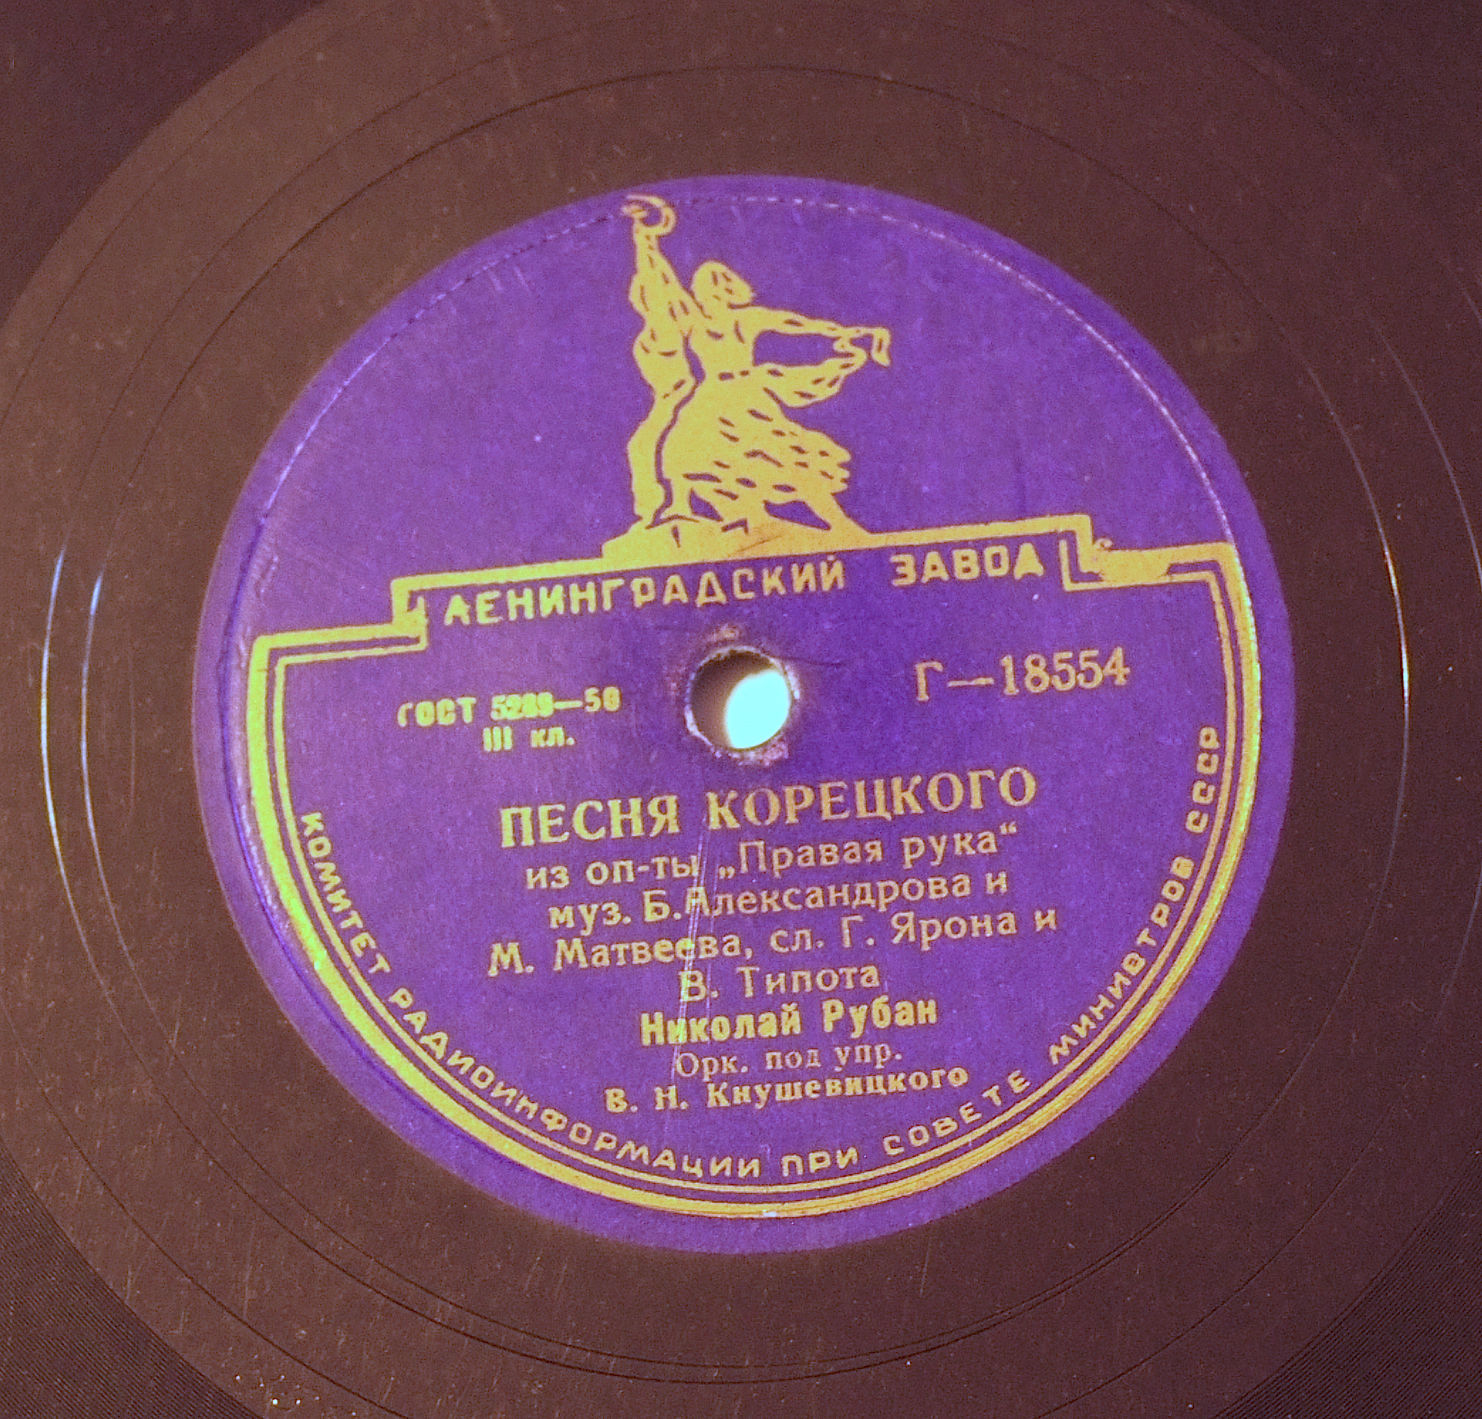 ЛЕНИНГРАДСКИЙ ЗАВОД
ГОСТ 5289—50
III кл.
Г—18554
ПЕСНЯ КОРЕЦКОГО
из оп-ты „Правая рука“
муз. Б. Александрова и
М. Матвеева, сл. Г. Ярона и
В. Типота
Николай Рубан
Орк. под упр.
В. Н. Кнушевицкого
КОМИТЕТ РАДИОИНФОРМАЦИИ ПРИ СОВЕТЕ МИНИСТРОВ СССР